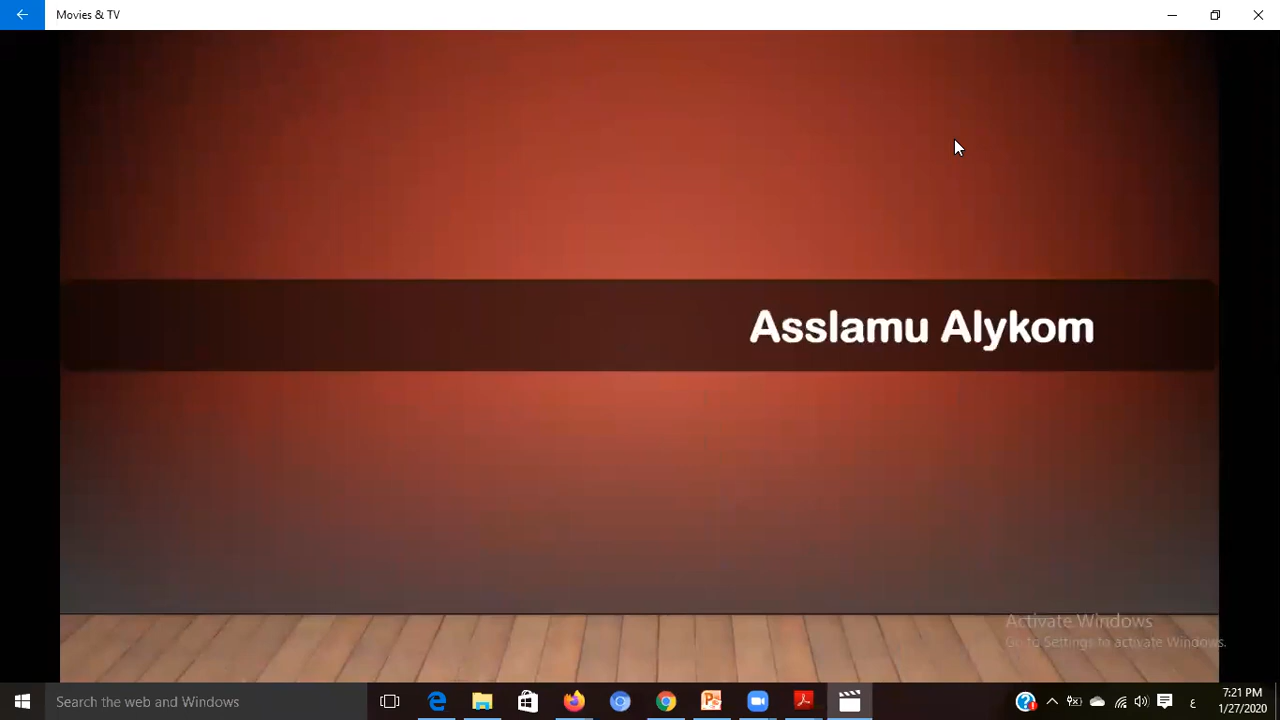 Movies & TV
Asslamu Alykom
Activate Windows
Go to Settings to activate Windows.
Search the web and Windows
ع
7:21 PM
1/27/2020